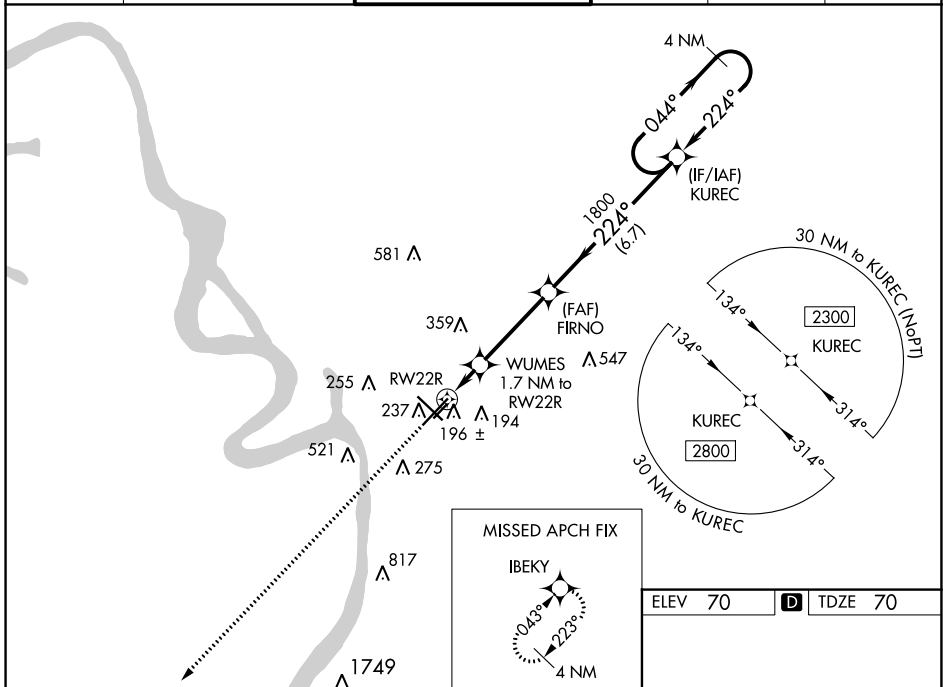 4 NM
044°
224°
(IF/IAF)
KUREC
1800
224°
(6.7)
581
30 NM to KUREC (NoPT)
134°
2300
KUREC
314°
(FAF)
FIRNO
359
WUMES
1.7 NM to
RW22R
547
134°
KUREC
2800
314°
30 NM to KUREC
255
RW22R
237
196 ±
194
521
275
817
1749
MISSED APCH FIX
IBEKY
043°
223°
4 NM
ELEV 70
D
TDZE 70